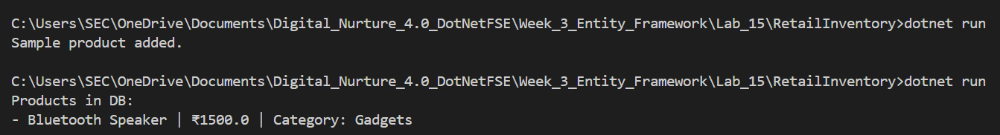 C:\Users\SEC\OneDrive\Documents\Digital_Nurture_4.0_DotNetFSE\Week_3_Entity_Framework\Lab_15\RetailInventory>dotnet run
Sample product added.
C:\Users\SEC\OneDrive\Documents\Digital_Nurture_4.0_DotNetFSE\Week_3_Entity_Framework\Lab_15\RetailInventory>dotnet run
Products in DB:
- Bluetooth Speaker | ₹1500.0 | Category: Gadgets